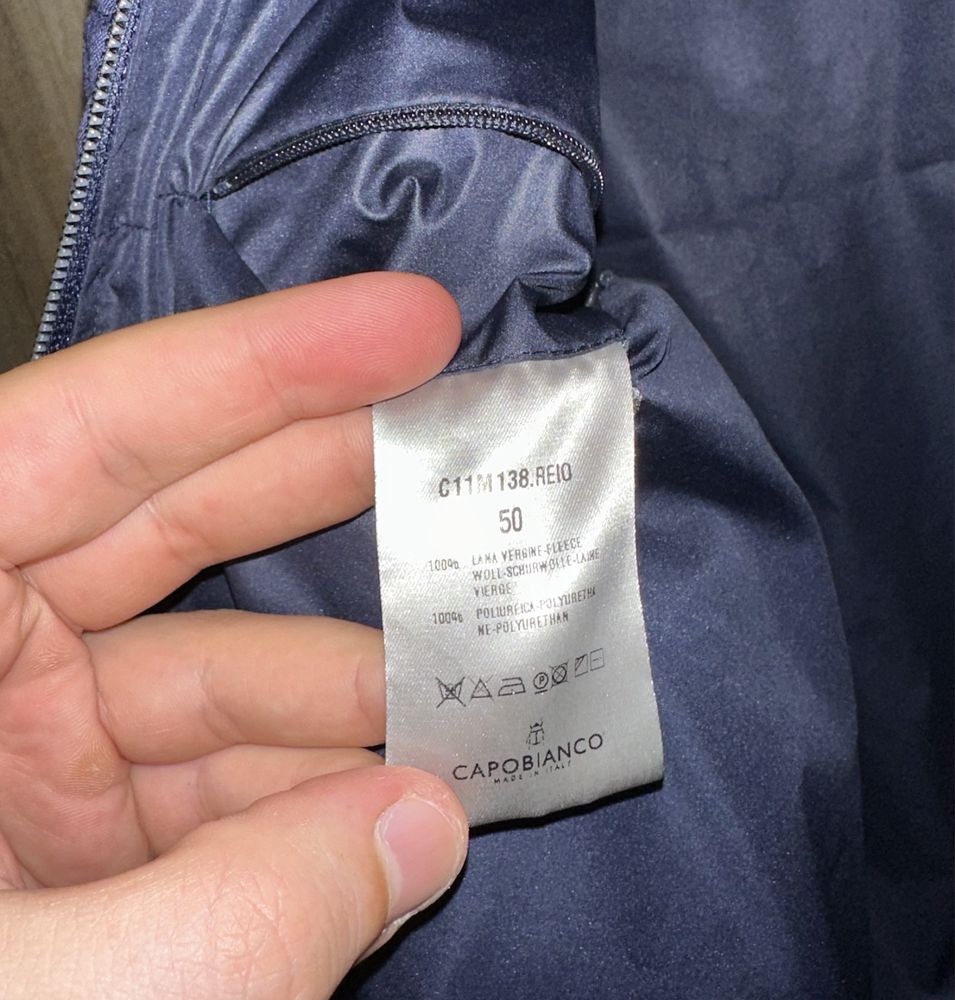 C11M138.REIO
50
100% LANA VERGINE-FLEECE
WOLL-SCHURWOLLE-LAINE
VIERGE
100% POLIUREICA-POLYURETHA
NE-POLYURETHAN
P
CAPOBIANCO
MADE IN ITALY